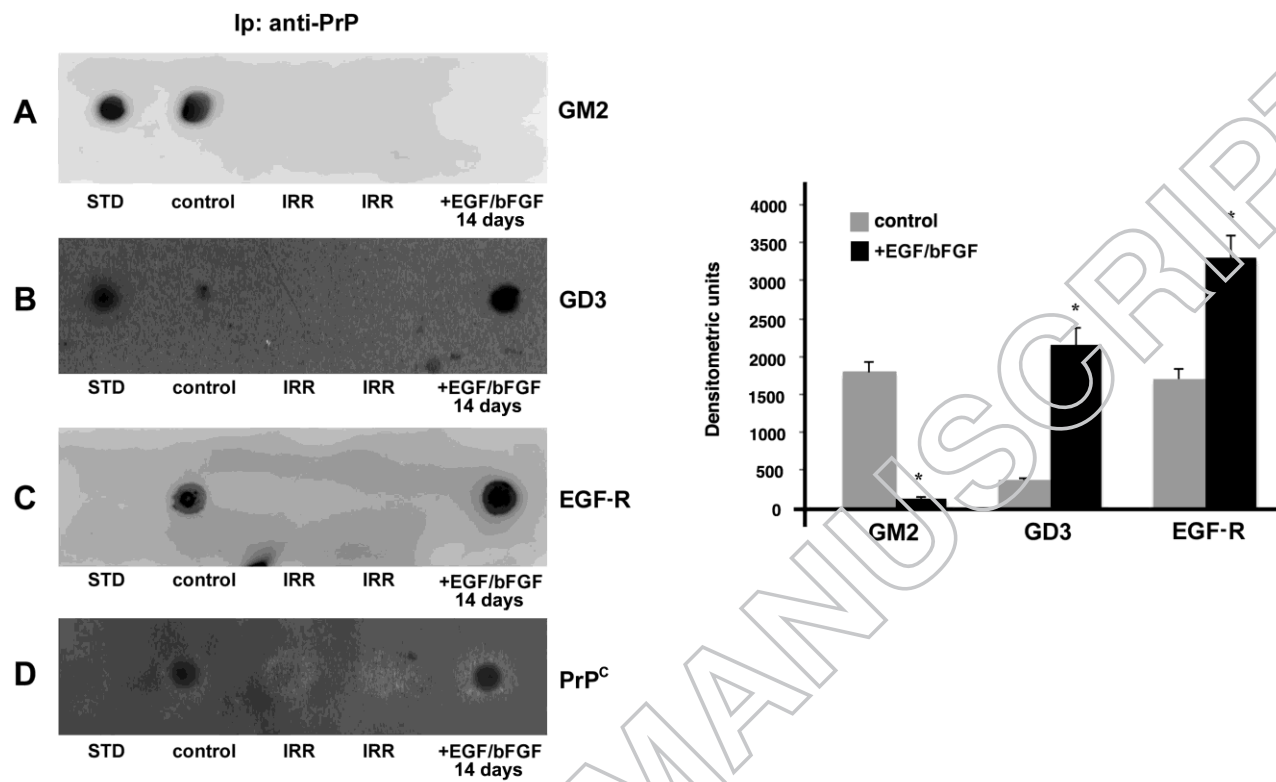 Ip: anti-PrP
A
GM2
STD control IRR IRR +EGF/bFGF
14 days
B
GD3
STD control IRR IRR +EGF/bFGF
14 days
C
EGF-R
STD control IRR IRR +EGF/bFGF
14 days
D
PrPᶜ
STD control IRR IRR +EGF/bFGF
14 days
Densitometric units
4000
3500
3000
2500
2000
1500
1000
500
0
control
+EGF/bFGF
*
*
*
GM2 GD3 EGF-R
MANUSCRIPT